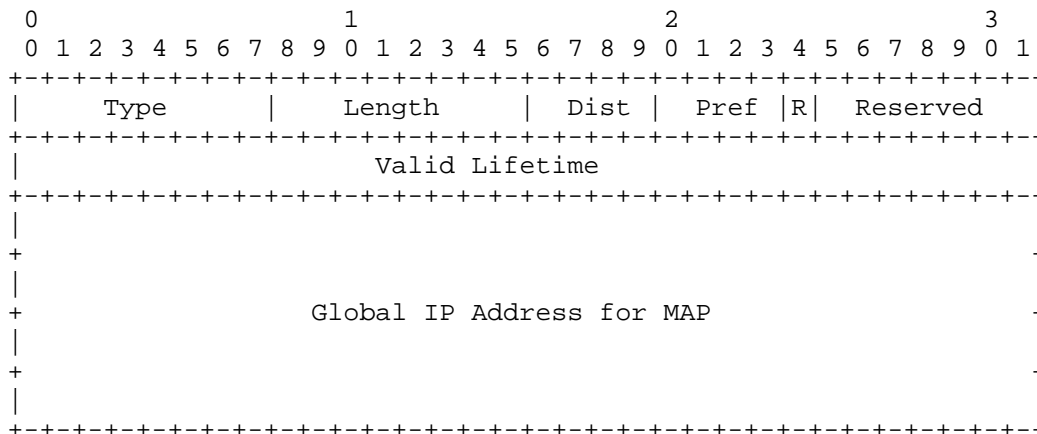 0                   1                   2                   3
 0 1 2 3 4 5 6 7 8 9 0 1 2 3 4 5 6 7 8 9 0 1 2 3 4 5 6 7 8 9 0 1
+-+-+-+-+-+-+-+-+-+-+-+-+-+-+-+-+-+-+-+-+-+-+-+-+-+-+-+-+-+-+-+-
|     Type      |    Length     |  Dist |  Pref |R|  Reserved
+-+-+-+-+-+-+-+-+-+-+-+-+-+-+-+-+-+-+-+-+-+-+-+-+-+-+-+-+-+-+-+-
|                      Valid Lifetime
+-+-+-+-+-+-+-+-+-+-+-+-+-+-+-+-+-+-+-+-+-+-+-+-+-+-+-+-+-+-+-+-
|
+                                                               -
|
+                  Global IP Address for MAP                    -
|
+                                                               -
|
+-+-+-+-+-+-+-+-+-+-+-+-+-+-+-+-+-+-+-+-+-+-+-+-+-+-+-+-+-+-+-+-